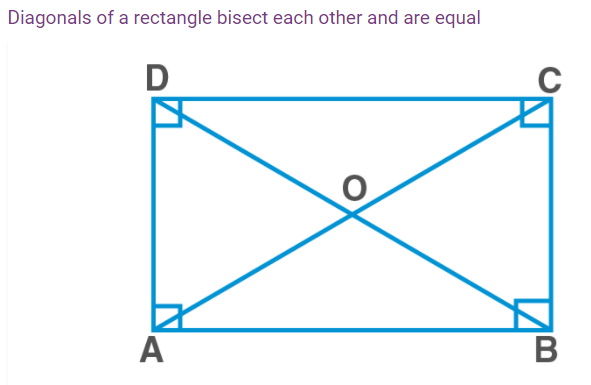 Diagonals of a rectangle bisect each other and are equal
D C
O
A B